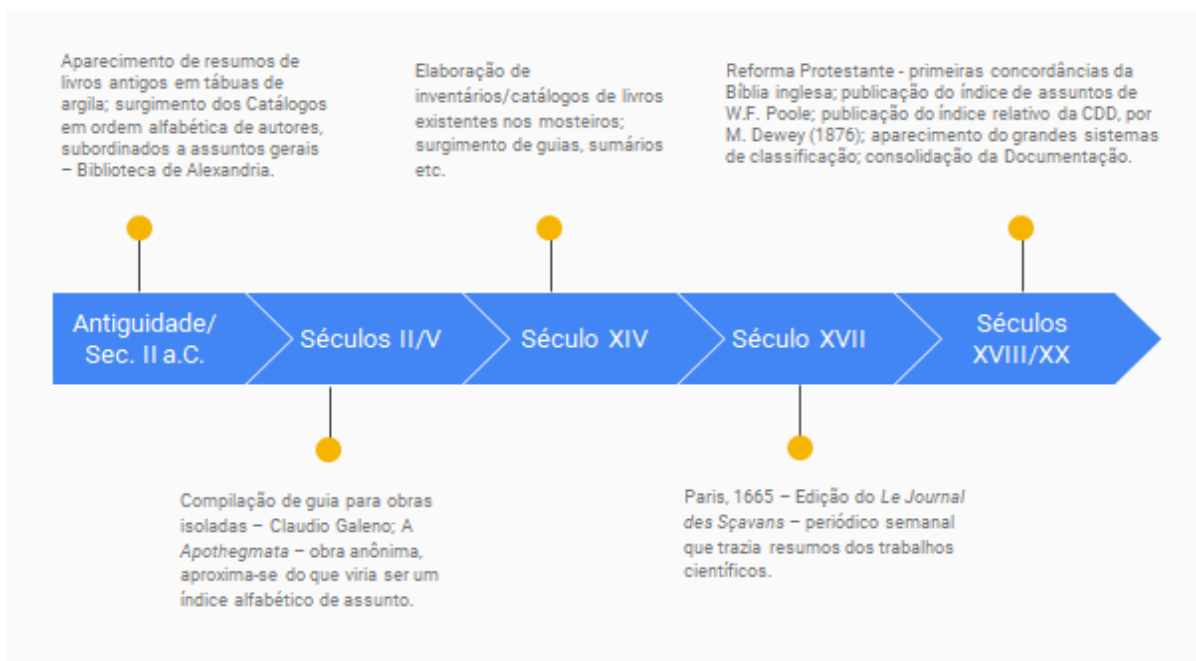 Aparecimento de resumos de
livros antigos em tábuas de
argila; surgimento dos Catálogos
em ordem alfabética de autores,
subordinados a assuntos gerais
– Biblioteca de Alexandria.
Elaboração de
inventários/catálogos de livros
existentes nos mosteiros;
surgimento de guias, sumários
etc.
Reforma Protestante - primeiras concordâncias da
Bíblia inglesa; publicação do índice de assuntos de
W.F. Poole; publicação do índice relativo da CDD, por
M. Dewey (1876); aparecimento do grandes sistemas
de classificação; consolidação da Documentação.
Antiguidade/
Sec. II a.C.
Séculos II/V
Século XIV
Século XVII
Séculos
XVIII/XX
Compilação de guia para obras
isoladas – Claudio Galeno; A
Apothegmata – obra anônima,
aproxima-se do que viria ser um
índice alfabético de assunto.
Paris, 1665 – Edição do Le Journal
des Sçavans – periódico semanal
que trazia resumos dos trabalhos
científicos.